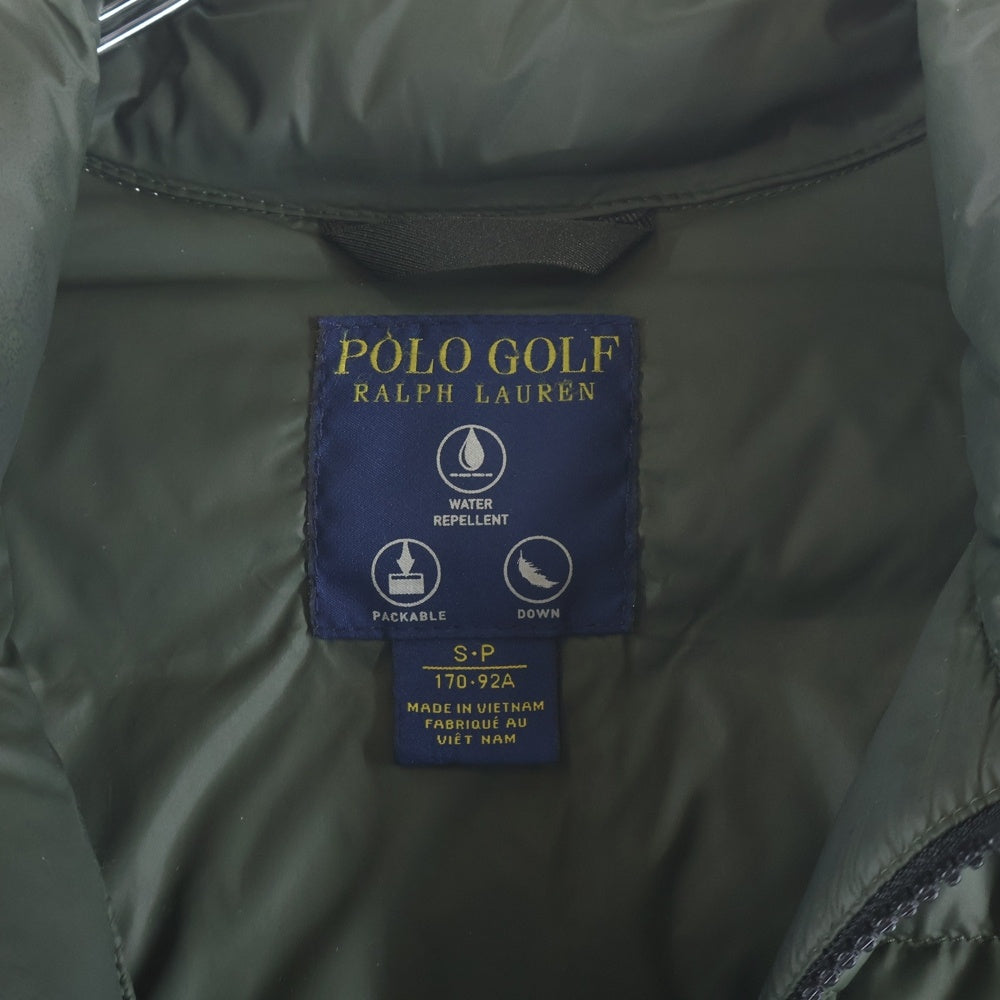 POLO GOLF
RALPH LAUREN
WATER
REPELLENT
PACKABLE
DOWN
S·P
170·92A
MADE IN VIETNAM
FABRIQUÉ AU
VIÊT NAM